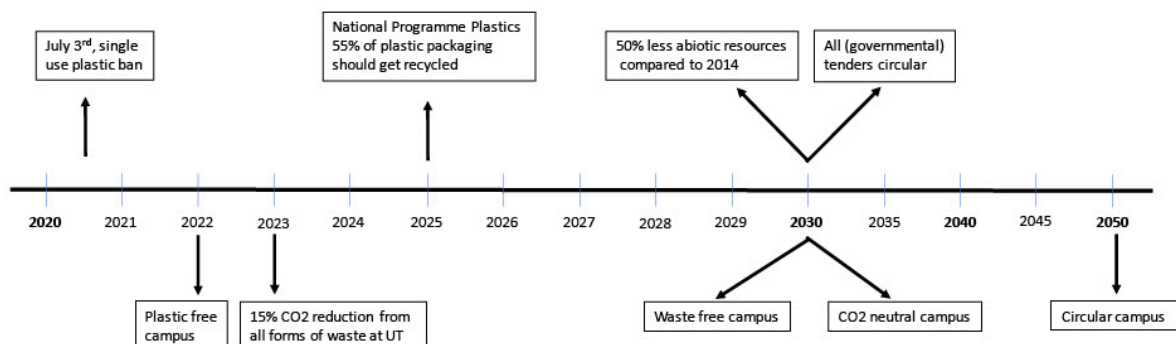 July 3rd, single
use plastic ban
National Programme Plastics
55% of plastic packaging
should get recycled
50% less abiotic resources
compared to 2014
All (governmental)
tenders circular
2020 2021 2022 2023 2024 2025 2026 2027 2028 2029 2030 2035 2040 2045 2050
Plastic free
campus
15% CO2 reduction from
all forms of waste at UT
Waste free campus
CO2 neutral campus
Circular campus